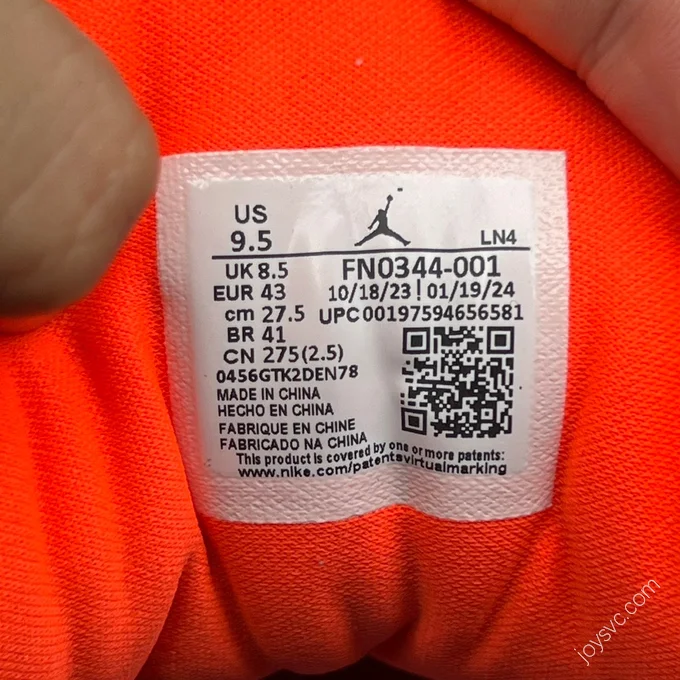 US
9.5
LN4
UK 8.5
FN0344-001
EUR 43
10/18/23 | 01/19/24
cm 27.5
UPC 00197594656581
BR 41
CN 275(2.5)
0456GTK2DEN78
MADE IN CHINA
HECHO EN CHINA
FABRIQUE EN CHINE
FABRICADO NA CHINA
This product is covered by one or more patents:
www.nike.com/patentsvirtualmarking
joysvc.com